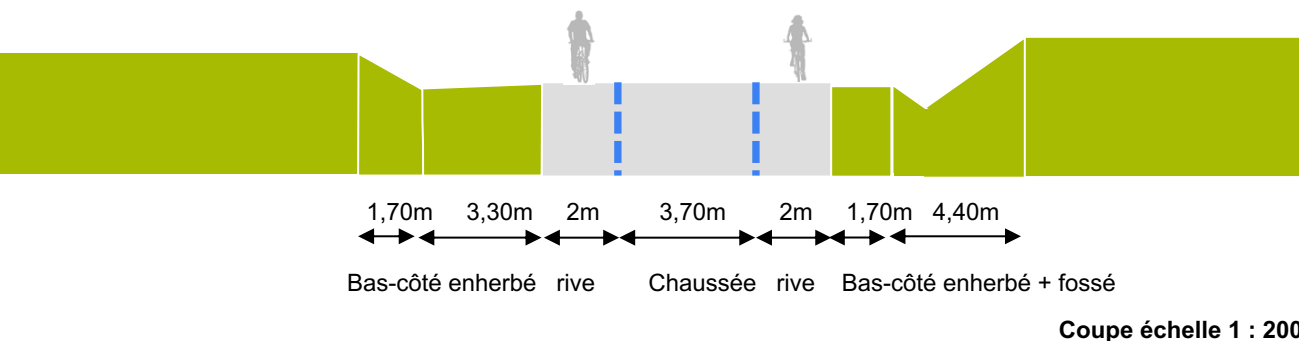 1,70m 3,30m 2m 3,70m 2m 1,70m 4,40m
Bas-côté enherbé rive Chaussée rive Bas-côté enherbé + fossé
Coupe échelle 1 : 200